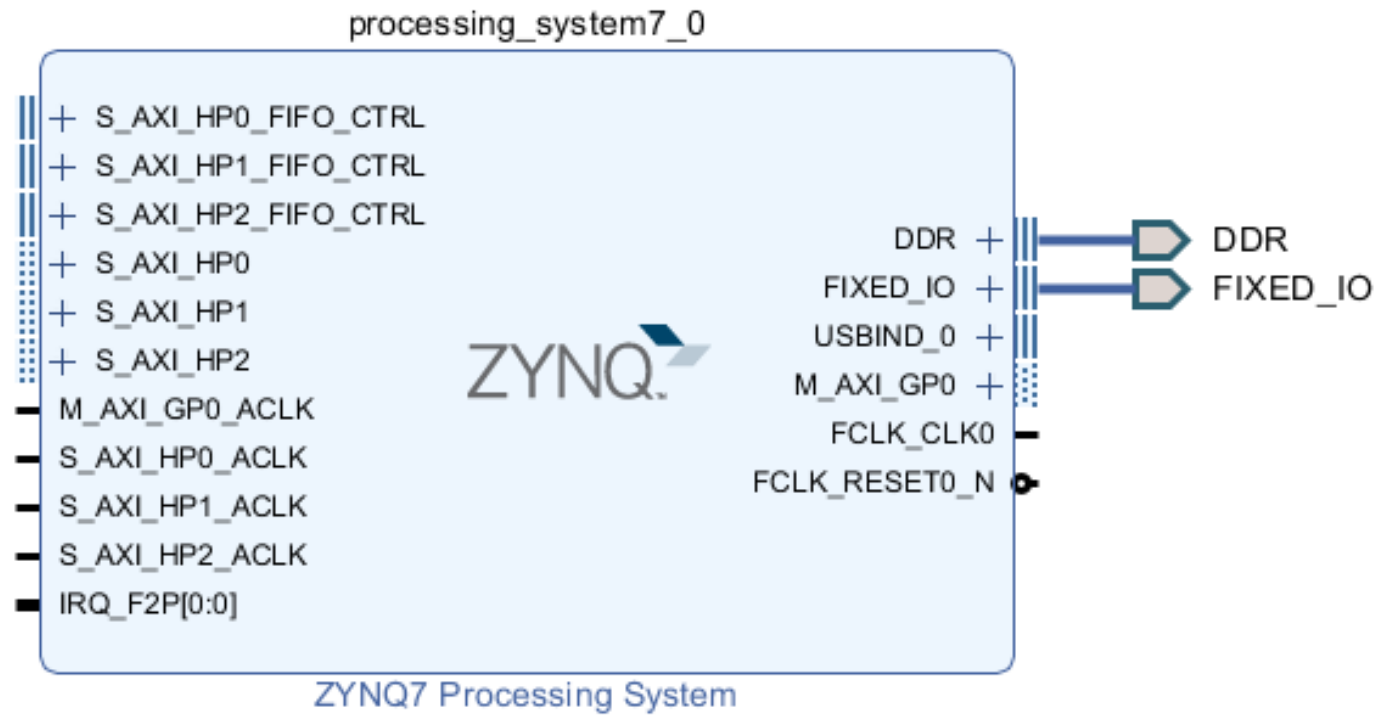 processing_system7_0
S_AXI_HP0_FIFO_CTRL
S_AXI_HP1_FIFO_CTRL
S_AXI_HP2_FIFO_CTRL
S_AXI_HP0
S_AXI_HP1
S_AXI_HP2
M_AXI_GP0_ACLK
S_AXI_HP0_ACLK
S_AXI_HP1_ACLK
S_AXI_HP2_ACLK
IRQ_F2P[0:0]
ZYNQ
DDR
FIXED_IO
USBIND_0
M_AXI_GP0
FCLK_CLK0
FCLK_RESET0_N
DDR
FIXED_IO
ZYNQ7 Processing System